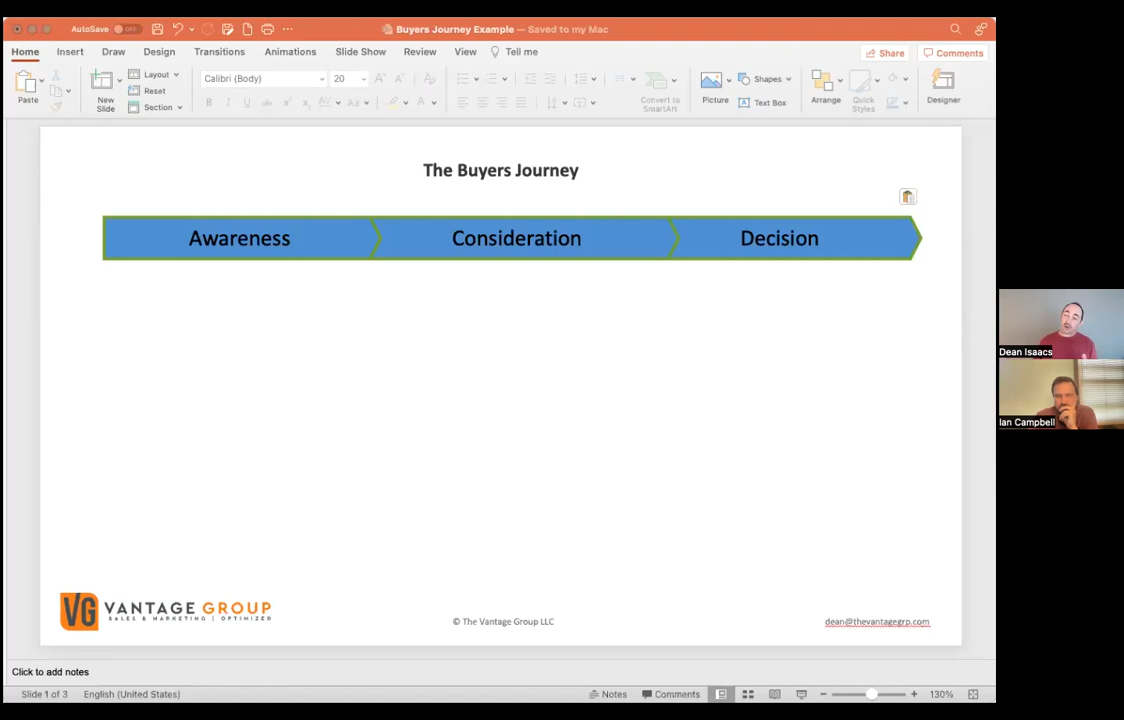 AutoSave OFF Buyers Journey Example — Saved to my Mac
Home Insert Draw Design Transitions Animations Slide Show Review View Tell me Share Comments
Paste New Slide Layout Reset Section Calibri (Body) 20 Convert to SmartArt Picture Shapes Text Box Arrange Quick Styles Designer
The Buyers Journey
Awareness Consideration Decision
Dean Isaacs
Ian Campbell
VG VANTAGE GROUP
SALES & MARKETING | OPTIMIZED
© The Vantage Group LLC
dean@thevantagegrp.com
Click to add notes
Slide 1 of 3 English (United States) Notes Comments 130%